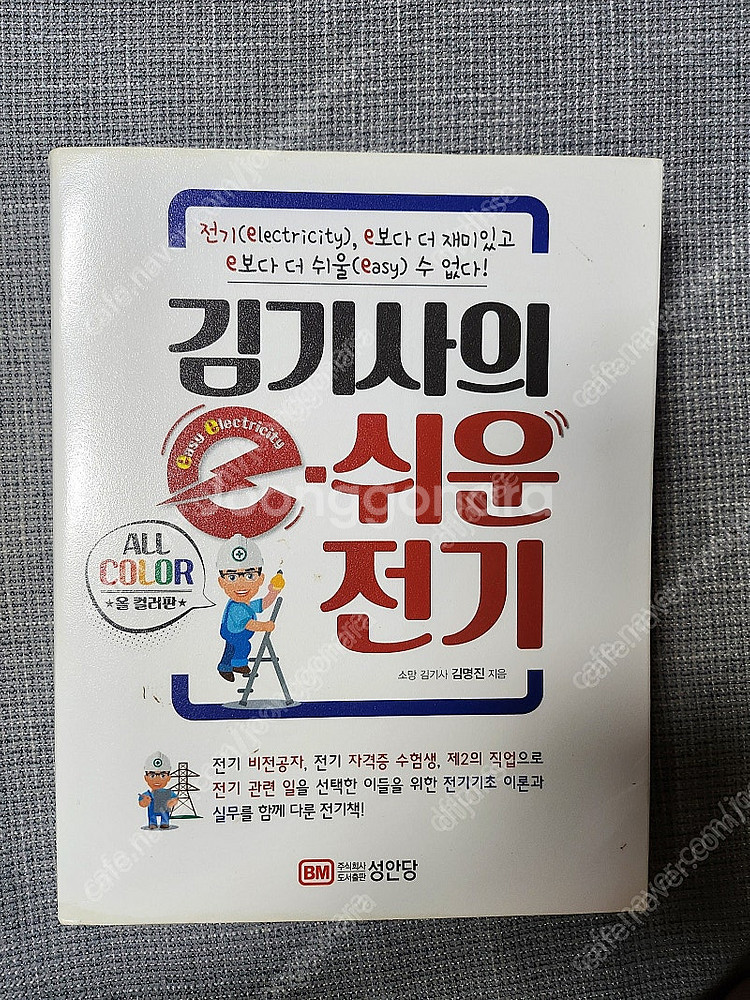 전기(electricity), e보다 더 재미있고
e보다 더 쉬울(easy) 수 없다!
김기사의
easy electricity
e-쉬운
전기
ALL
COLOR
★올 컬러판★
소망 김기사 김명진 지음
전기 비전공자, 전기 자격증 수험생, 제2의 직업으로
전기 관련 일을 선택한 이들을 위한 전기기초 이론과
실무를 함께 다룬 전기책!
BM 주식회사 도서출판 성안당
joonggonara